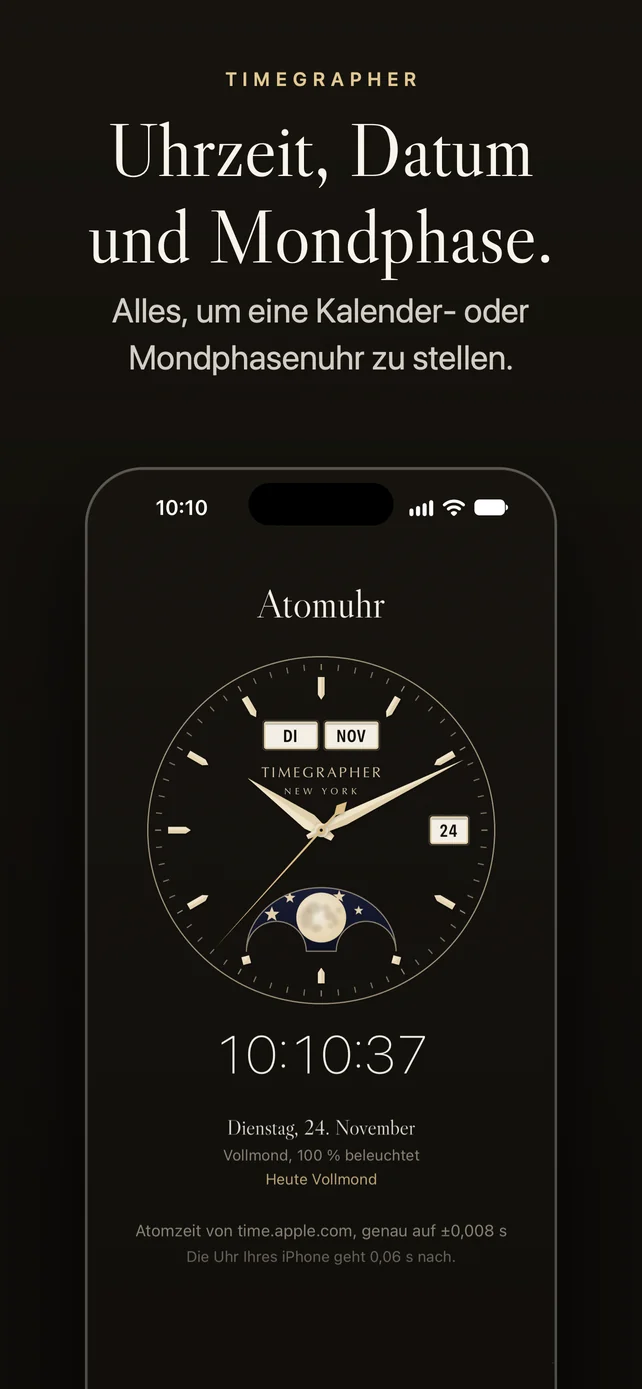 TIMEGRAPHER
Uhrzeit, Datum
und Mondphase.
Alles, um eine Kalender- oder
Mondphasenuhr zu stellen.
10:10
Atomuhr
DI NOV
TIMEGRAPHER
NEW YORK
24
10:10:37
Dienstag, 24. November
Vollmond, 100 % beleuchtet
Heute Vollmond
Atomzeit von time.apple.com, genau auf ±0,008 s
Die Uhr Ihres iPhone geht 0,06 s nach.